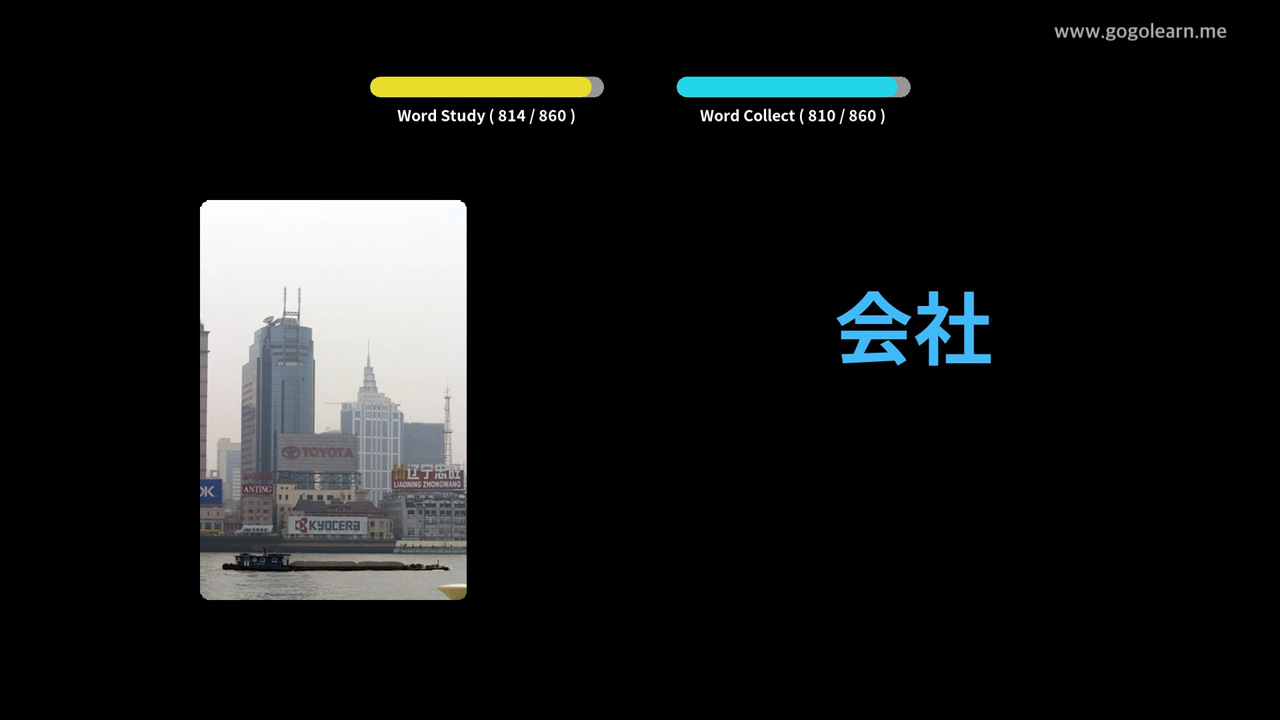 www.gogolearn.me
Word Study ( 814 / 860 )
Word Collect ( 810 / 860 )
会社
TOYOTA
辽宁忠旺
LIAONING ZHONGWANG
OK
ANTING
KYOCERA